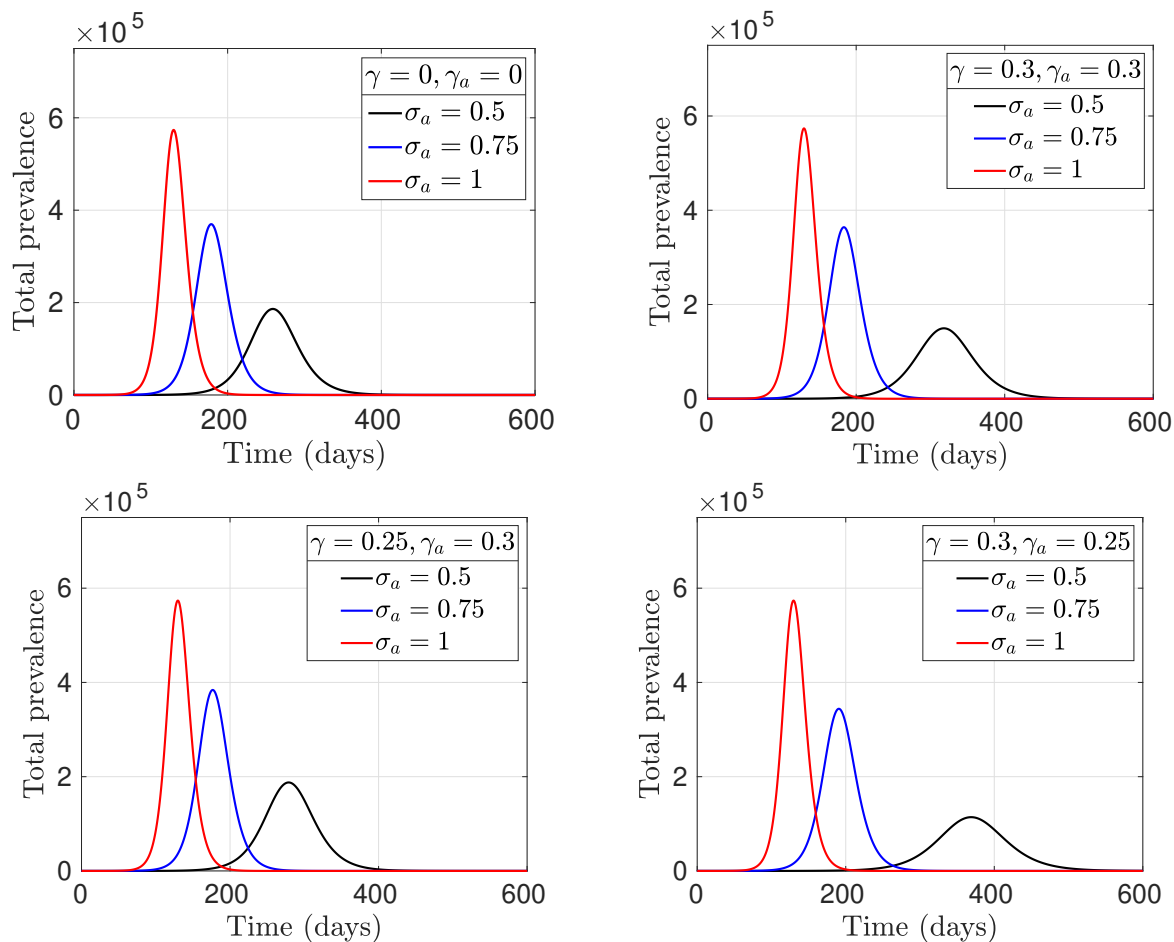 ×10^5
Total prevalence
6
4
2
0
γ = 0, γ_a = 0
σ_a = 0.5
σ_a = 0.75
σ_a = 1
0 200 400 600
Time (days)
×10^5
Total prevalence
6
4
2
0
γ = 0.3, γ_a = 0.3
σ_a = 0.5
σ_a = 0.75
σ_a = 1
0 200 400 600
Time (days)
×10^5
Total prevalence
6
4
2
0
γ = 0.25, γ_a = 0.3
σ_a = 0.5
σ_a = 0.75
σ_a = 1
0 200 400 600
Time (days)
×10^5
Total prevalence
6
4
2
0
γ = 0.3, γ_a = 0.25
σ_a = 0.5
σ_a = 0.75
σ_a = 1
0 200 400 600
Time (days)